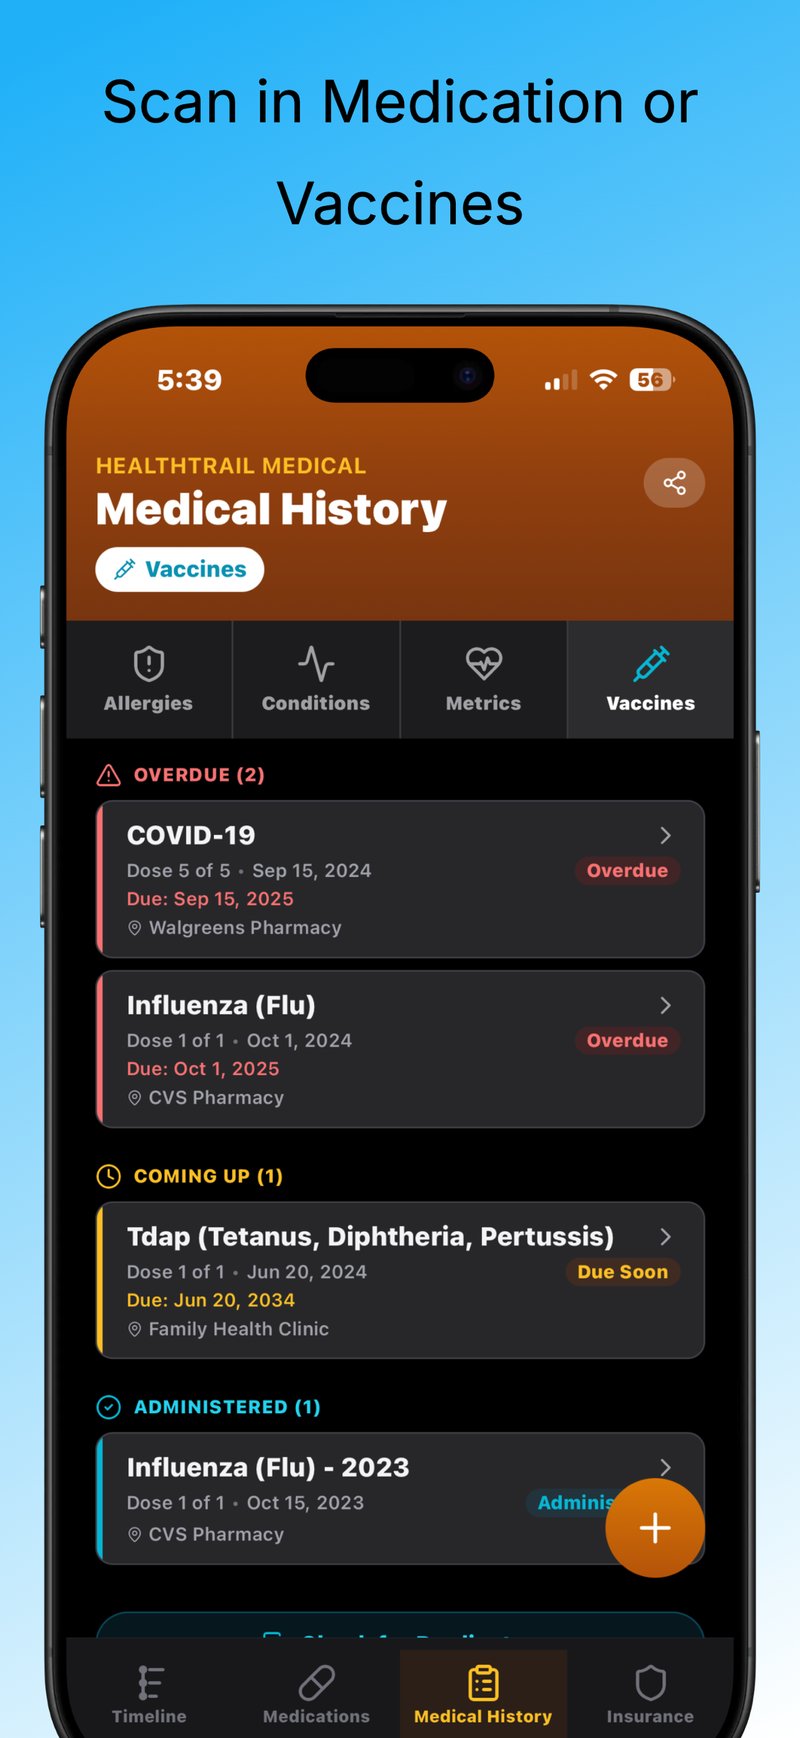 Scan in Medication or
Vaccines
5:39
56
HEALTHTRAIL MEDICAL
Medical History
Vaccines
Allergies
Conditions
Metrics
Vaccines
OVERDUE (2)
COVID-19
Dose 5 of 5 • Sep 15, 2024
Overdue
Due: Sep 15, 2025
Walgreens Pharmacy
Influenza (Flu)
Dose 1 of 1 • Oct 1, 2024
Overdue
Due: Oct 1, 2025
CVS Pharmacy
COMING UP (1)
Tdap (Tetanus, Diphtheria, Pertussis)
Dose 1 of 1 • Jun 20, 2024
Due Soon
Due: Jun 20, 2034
Family Health Clinic
ADMINISTERED (1)
Influenza (Flu) - 2023
Dose 1 of 1 • Oct 15, 2023
Adminis
CVS Pharmacy
Timeline
Medications
Medical History
Insurance